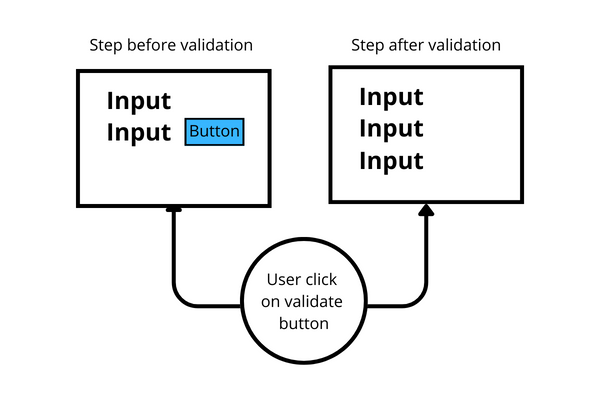 Step before validation
Input
Input Button
Step after validation
Input
Input
Input
User click
on validate
button